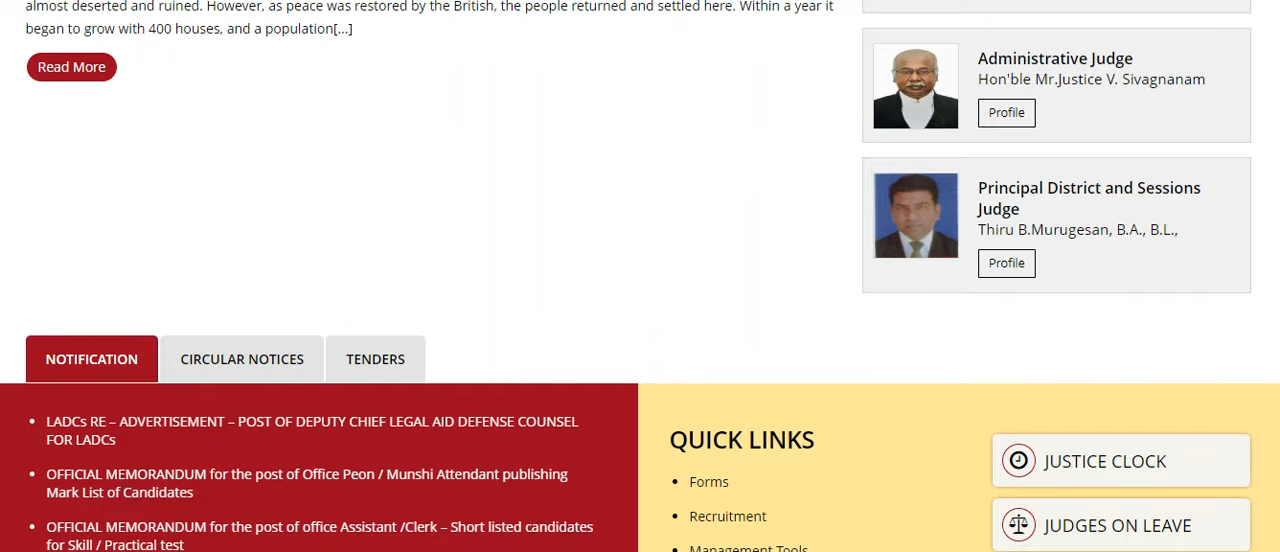 almost deserted and ruined. However, as peace was restored by the British, the people returned and settled here. Within a year it
began to grow with 400 houses, and a population[...]
Read More
Administrative Judge
Hon'ble Mr.Justice V. Sivagnanam
Profile
Principal District and Sessions
Judge
Thiru B.Murugesan, B.A., B.L.,
Profile
NOTIFICATION
CIRCULAR NOTICES
TENDERS
• LADCs RE – ADVERTISEMENT – POST OF DEPUTY CHIEF LEGAL AID DEFENSE COUNSEL
FOR LADCs
• OFFICIAL MEMORANDUM for the post of Office Peon / Munshi Attendant publishing
Mark List of Candidates
• OFFICIAL MEMORANDUM for the post of office Assistant /Clerk – Short listed candidates
for Skill / Practical test
QUICK LINKS
• Forms
• Recruitment
• Management Tools
JUSTICE CLOCK
JUDGES ON LEAVE